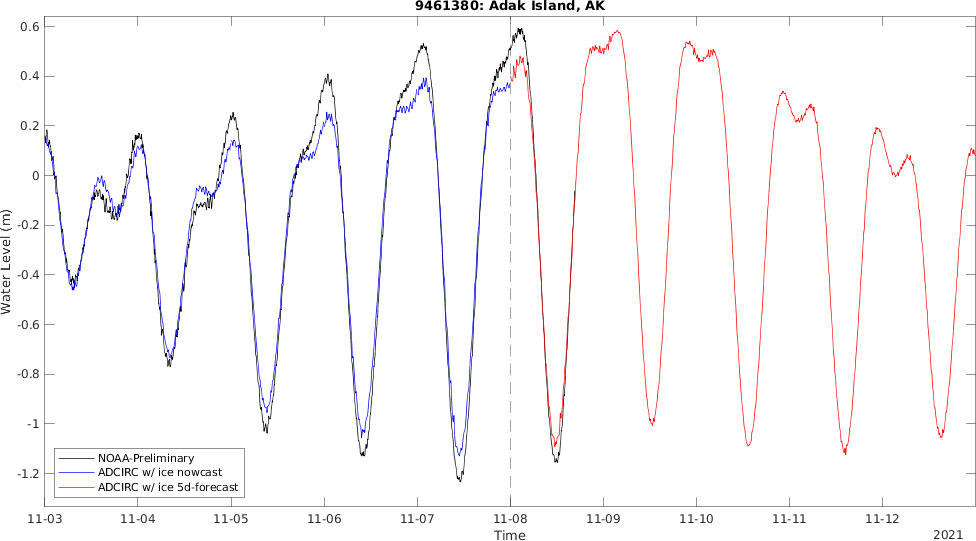 9461380: Adak Island, AK
0.6
0.4
0.2
0
-0.2
-0.4
-0.6
-0.8
-1
-1.2
Water Level (m)
NOAA-Preliminary
ADCIRC w/ ice nowcast
ADCIRC w/ ice 5d-forecast
11-03 11-04 11-05 11-06 11-07 11-08 11-09 11-10 11-11 11-12
Time
2021